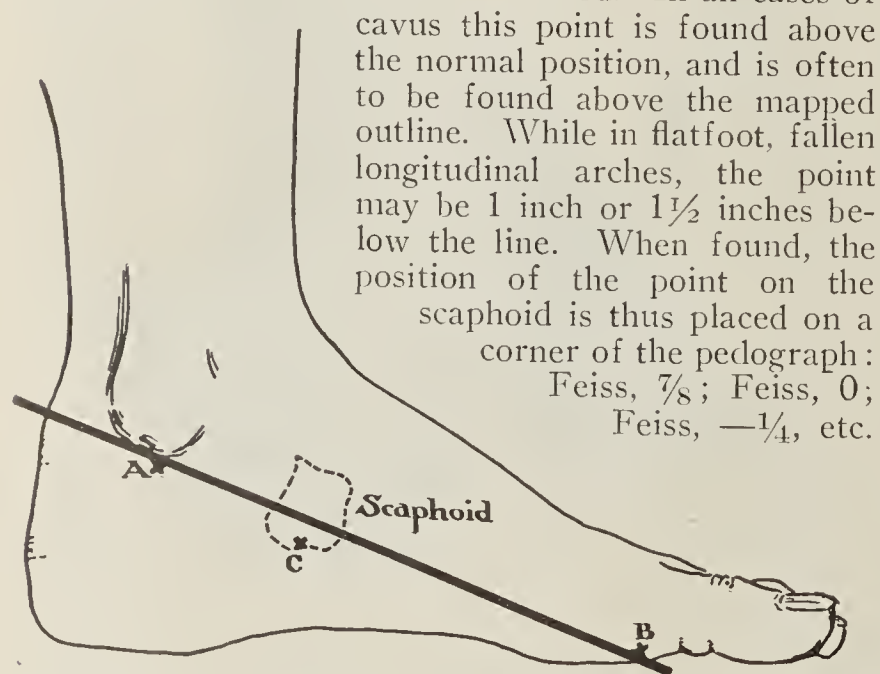 cavus this point is found above
the normal position, and is often
to be found above the mapped
outline. While in flatfoot, fallen
longitudinal arches, the point
may be 1 inch or 1½ inches be-
low the line. When found, the
position of the point on the
scaphoid is thus placed on a
corner of the pedograph:
Feiss, ⅞; Feiss, 0;
Feiss, —¼, etc.
A
Scaphoid
C
B